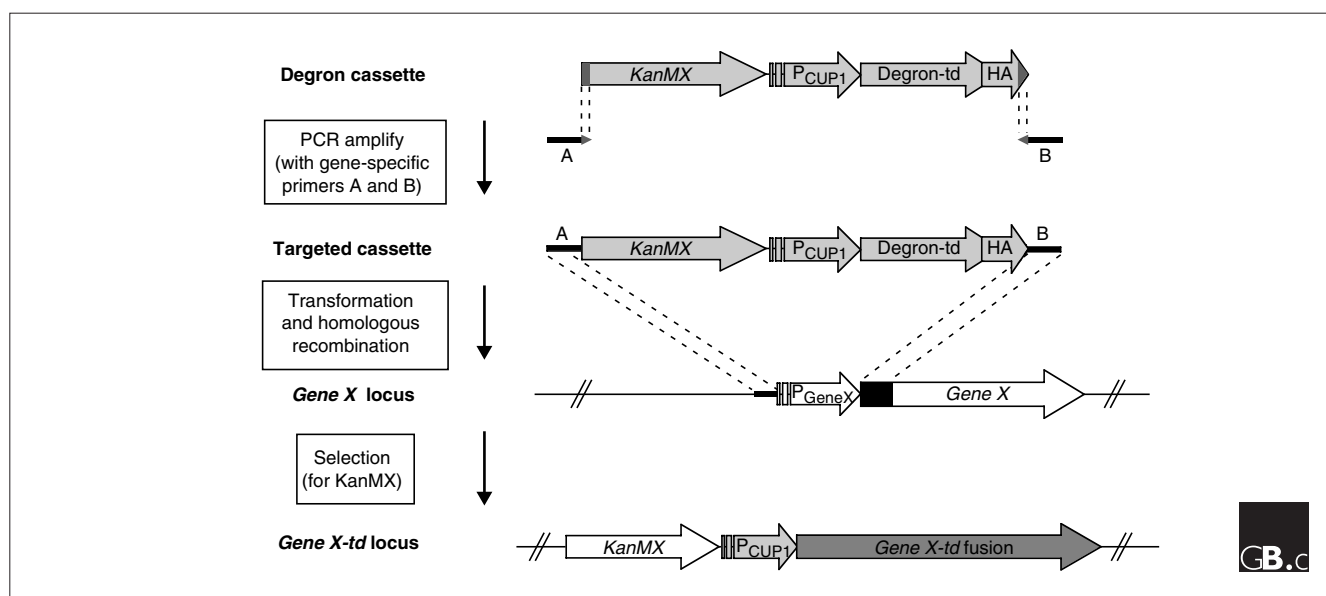 Degron cassette
KanMX
PCUP1
Degron-td
HA
PCR amplify
(with gene-specific
primers A and B)
A
B
Targeted cassette
A
KanMX
PCUP1
Degron-td
HA
B
Transformation
and homologous
recombination
Gene X locus
PGeneX
Gene X
Selection
(for KanMX)
Gene X-td locus
KanMX
PCUP1
Gene X-td fusion
GB.c